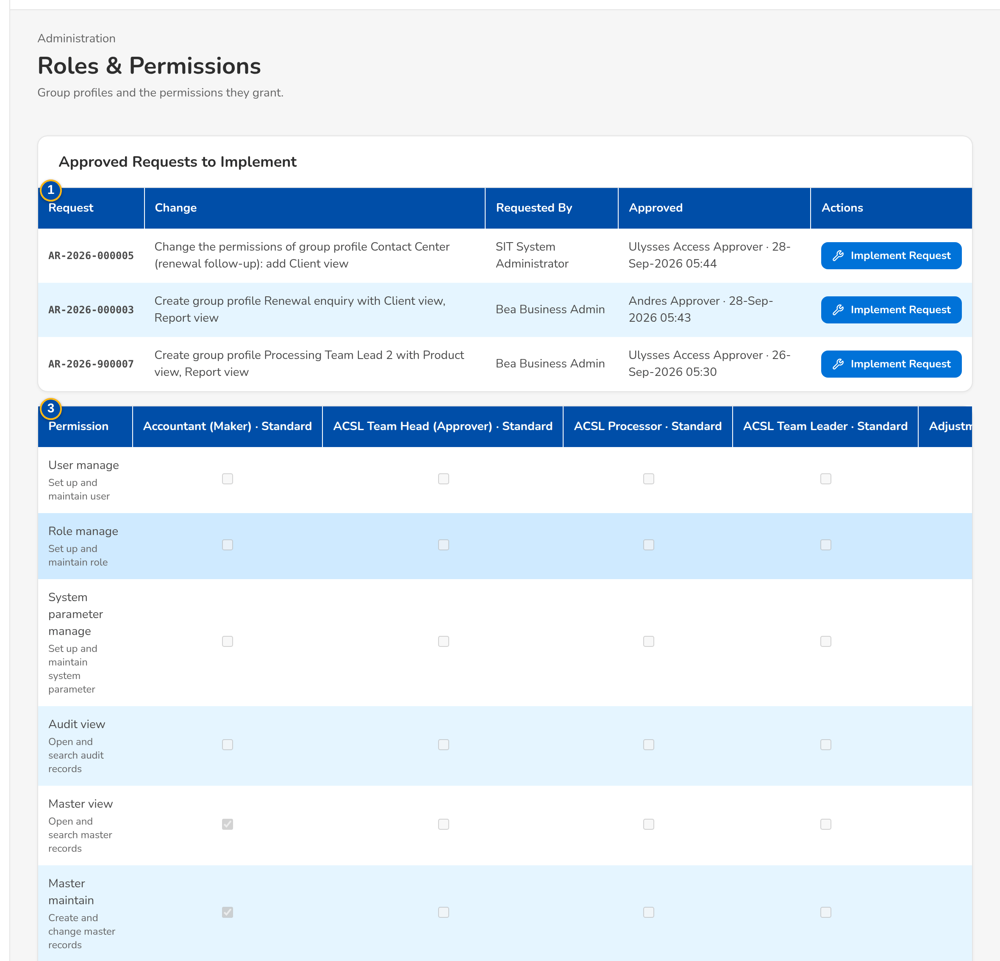 Administration
Roles & Permissions
Group profiles and the permissions they grant.
Approved Requests to Implement
1
Request Change Requested By Approved Actions
AR-2026-000005 Change the permissions of group profile Contact Center (renewal follow-up): add Client view SIT System Administrator Ulysses Access Approver · 28-Sep-2026 05:44 Implement Request
AR-2026-000003 Create group profile Renewal enquiry with Client view, Report view Bea Business Admin Andres Approver · 28-Sep-2026 05:43 Implement Request
AR-2026-900007 Create group profile Processing Team Lead 2 with Product view, Report view Bea Business Admin Ulysses Access Approver · 26-Sep-2026 05:30 Implement Request
3
Permission Accountant (Maker) · Standard ACSL Team Head (Approver) · Standard ACSL Processor · Standard ACSL Team Leader · Standard
User manage
Set up and
maintain user
Role manage
Set up and
maintain role
System
parameter
manage
Set up and
maintain
system
parameter
Audit view
Open and
search audit
records
Master view
Open and
search master
records
Master
maintain
Create and
change master
records